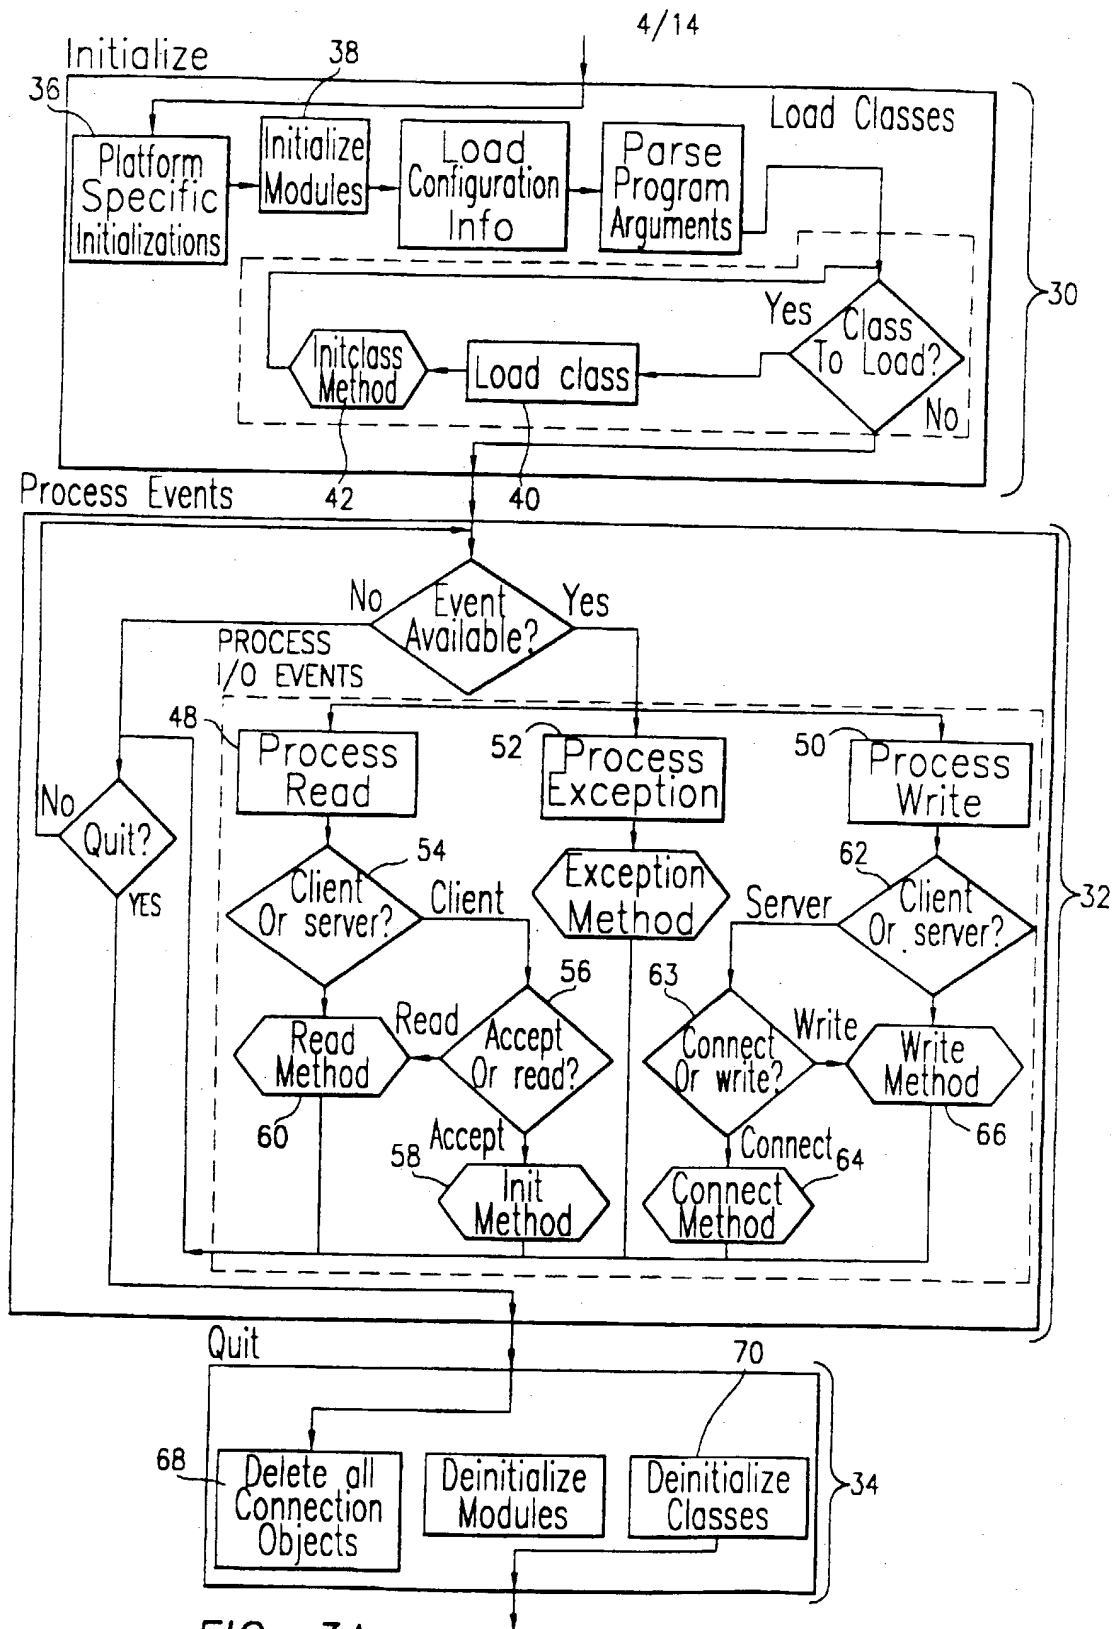 4/14
Initialize
38
36
Load Classes
Platform
Specific
Initializations
Initialize
Modules
Load
Configuration
Info
Parse
Program
Arguments
30
Yes
Class
To Load?
Initclass
Method
Load class
No
42
40
Process Events
No
Event
Available?
Yes
PROCESS
I/O EVENTS
48
Process
Read
52
Process
Exception
50
Process
Write
No
Quit?
YES
54
Client
Or server?
Client
Exception
Method
62
Server
Client
Or server?
32
56
63
Read
Method
Read
Accept
Or read?
Connect
Or write?
Write
Write
Method
60
66
Accept
58
Init
Method
Connect
64
Connect
Method
Quit
70
68
Delete all
Connection
Objects
Deinitialize
Modules
Deinitialize
Classes
34